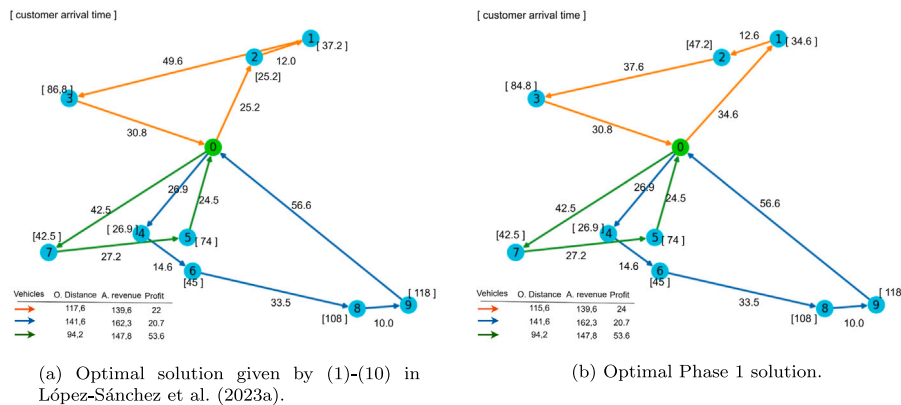 [ customer arrival time ]
1
[ 37.2 ]
2
12.0
[25.2]
49.6
[ 86.8 ]
3
25.2
30.8
0
26.9
24.5
42.5
56.6
[42.5 ]
7
[ 26.9 ]
4
5
[ 74 ]
27.2
14.6
6
[45 ]
33.5
[ 118 ]
9
8
[108 ]
10.0
Vehicles O. Distance A. revenue Profit
117,6 139,6 22
141,6 162,3 20.7
94,2 147,8 53.6
(a) Optimal solution given by (1)-(10) in
López-Sánchez et al. (2023a).
[ customer arrival time ]
12.6
1
[ 34.6 ]
[47.2 ]
2
37.6
[ 84.8 ]
3
34.6
30.8
0
26.9
24.5
42.5
56.6
[42.5 ]
7
[ 26.9 ]
4
5
[ 74 ]
27.2
14.6
6
[45 ]
33.5
[ 118
9
8
[108 ]
10.0
Vehicles O. Distance A. revenue Profit
115,6 139,6 24
141,6 162,3 20.7
94,2 147,8 53.6
(b) Optimal Phase 1 solution.